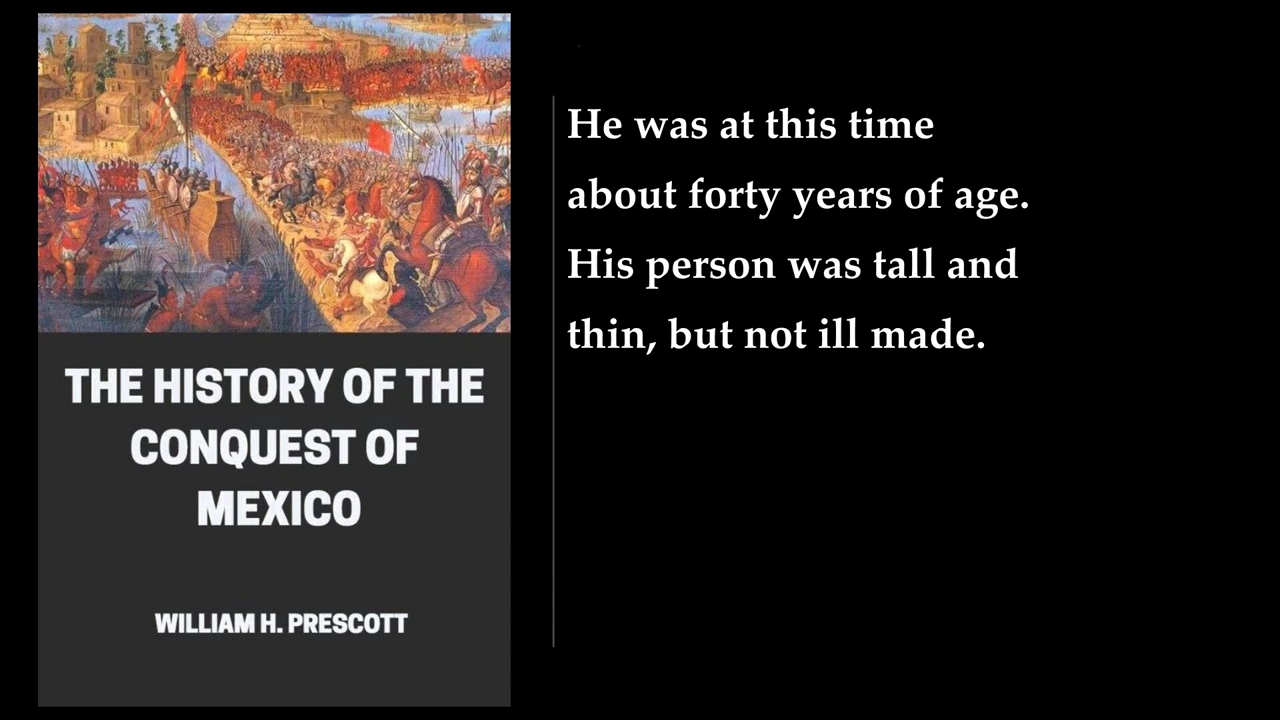 THE HISTORY OF THE
CONQUEST OF
MEXICO
WILLIAM H. PRESCOTT
He was at this time
about forty years of age.
His person was tall and
thin, but not ill made.